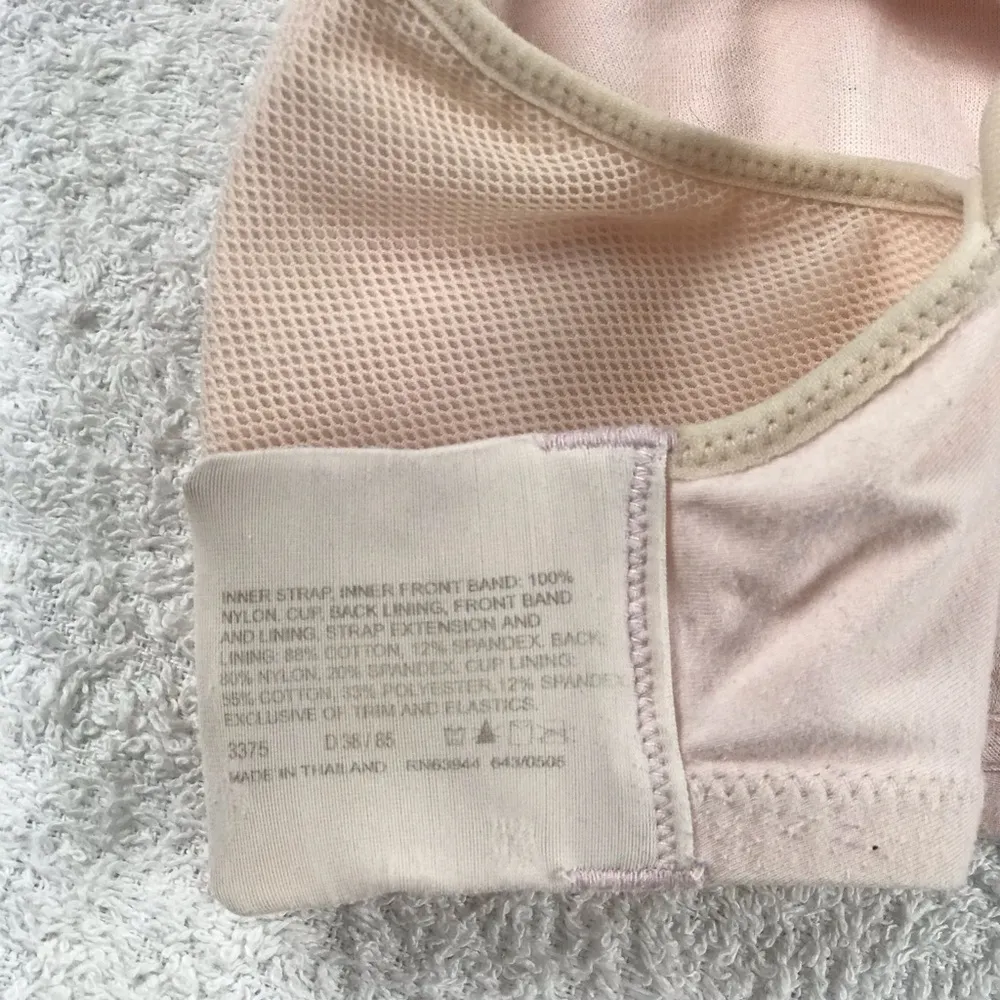 INNER STRAP, INNER FRONT BAND: 100%
NYLON. CUP, BACK LINING, FRONT BAND
AND LINING, STRAP EXTENSION AND
LINING: 88% COTTON, 12% SPANDEX, BACK:
80% NYLON, 20% SPANDEX, CUP LINING:
55% COTTON, 33% POLYESTER, 12% SPANDEX
EXCLUSIVE OF TRIM AND ELASTICS.
3375 D 38 / 85
MADE IN THAILAND RN63944 643/0506